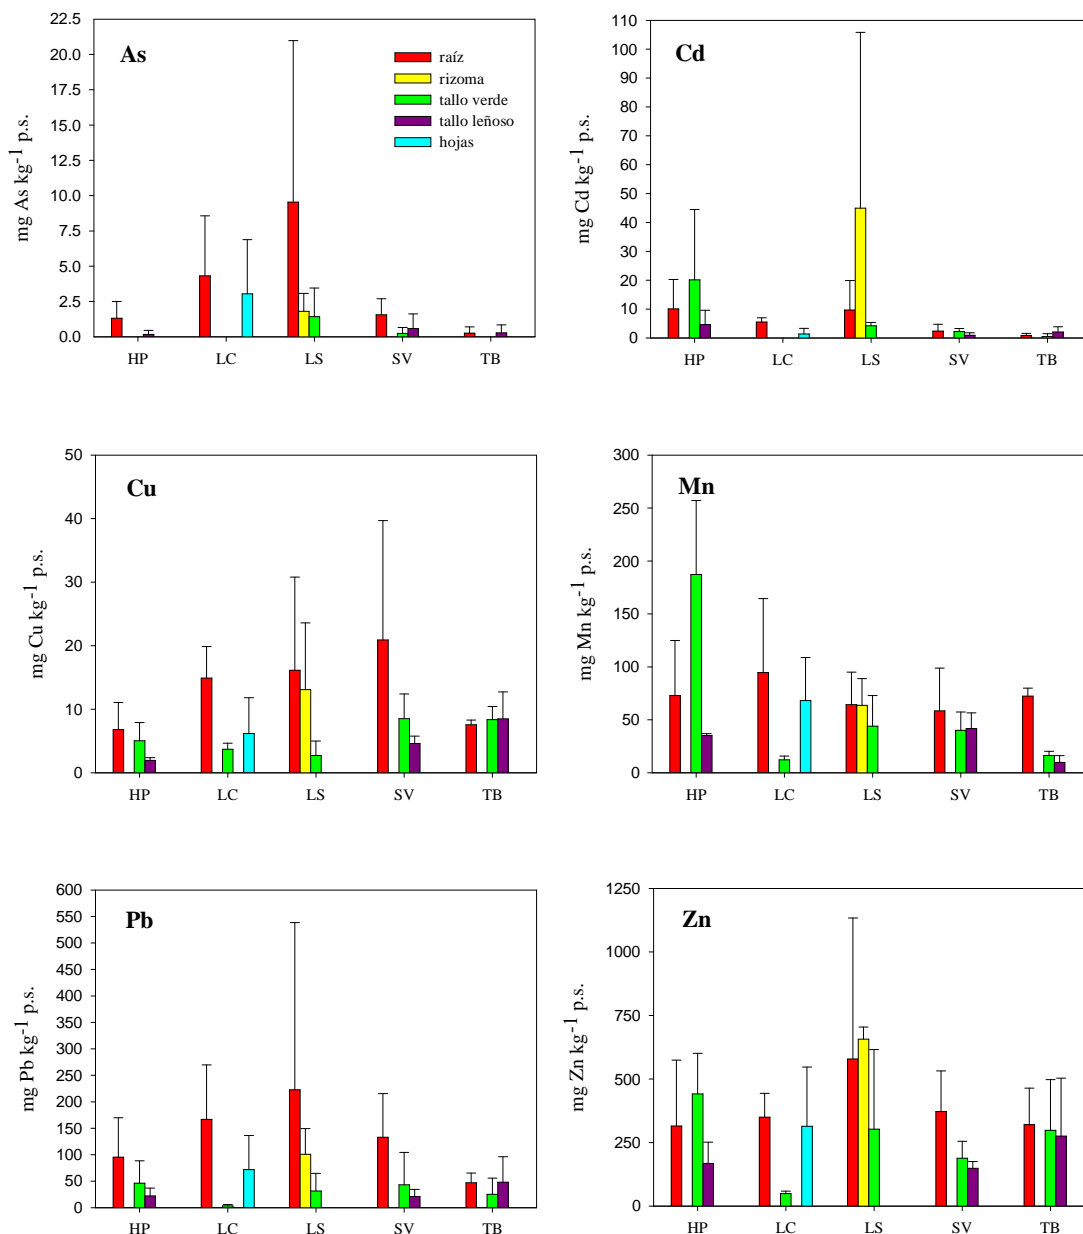 As
mg As kg-1 p.s.
22.5
20.0
17.5
15.0
12.5
10.0
7.5
5.0
2.5
0.0
raíz
rizoma
tallo verde
tallo leñoso
hojas
HP LC LS SV TB
Cd
mg Cd kg-1 p.s.
110
100
90
80
70
60
50
40
30
20
10
0
HP LC LS SV TB
Cu
mg Cu kg-1 p.s.
50
40
30
20
10
0
HP LC LS SV TB
Mn
mg Mn kg-1 p.s.
300
250
200
150
100
50
0
HP LC LS SV TB
Pb
mg Pb kg-1 p.s.
600
550
500
450
400
350
300
250
200
150
100
50
0
HP LC LS SV TB
Zn
mg Zn kg-1 p.s.
1250
1000
750
500
250
0
HP LC LS SV TB